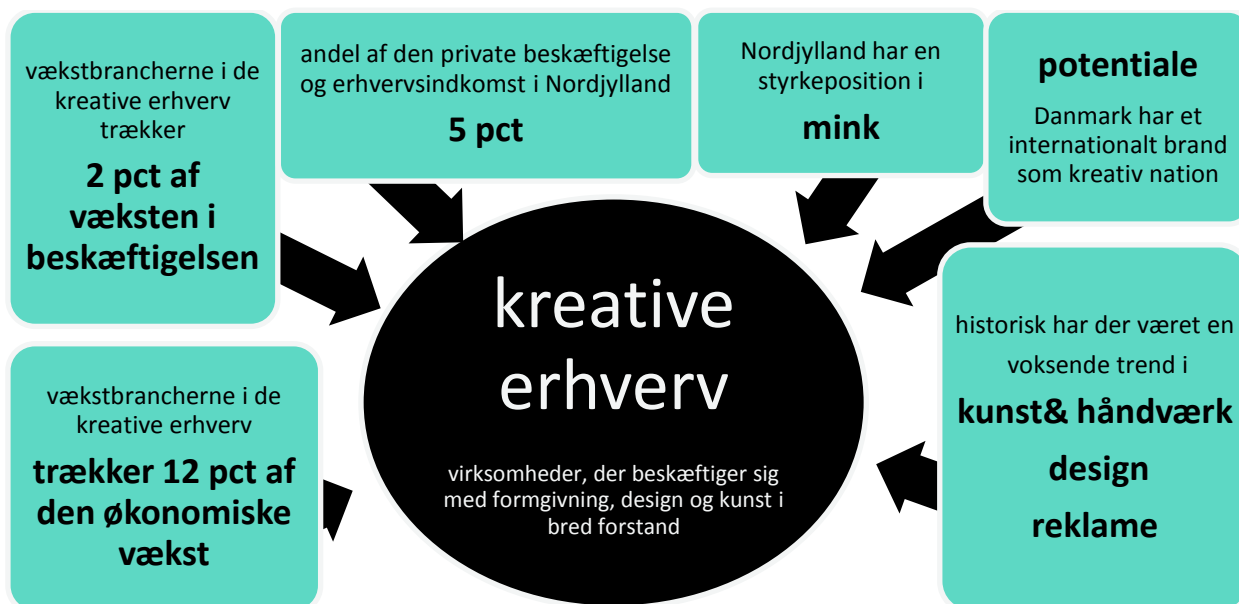 vækstbrancherne i de
kreative erhverv
trækker
2 pct af
væksten i
beskæftigelsen
andel af den private beskæftigelse
og erhvervsindkomst i Nordjylland
5 pct
Nordjylland har en
styrkeposition i
mink
potentiale
Danmark har et
internationalt brand
som kreativ nation
kreative
erhverv
virksomheder, der beskæftiger sig
med formgivning, design og kunst i
bred forstand
vækstbrancherne i de
kreative erhverv
trækker 12 pct af
den økonomiske
vækst
historisk har der været en
voksende trend i
kunst& håndværk
design
reklame